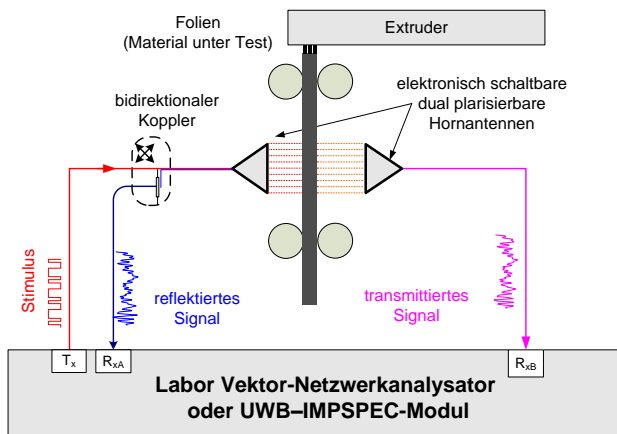 Folien
(Material unter Test)
Extruder
elektronisch schaltbare
dual plarisierbare
Hornantennen
bidirektionaler
Koppler
Stimulus
reflektiertes
Signal
transmittiertes
Signal
Tx
RxA
RxB
Labor Vektor-Netzwerkanalysator
oder UWB–IMPSPEC-Modul